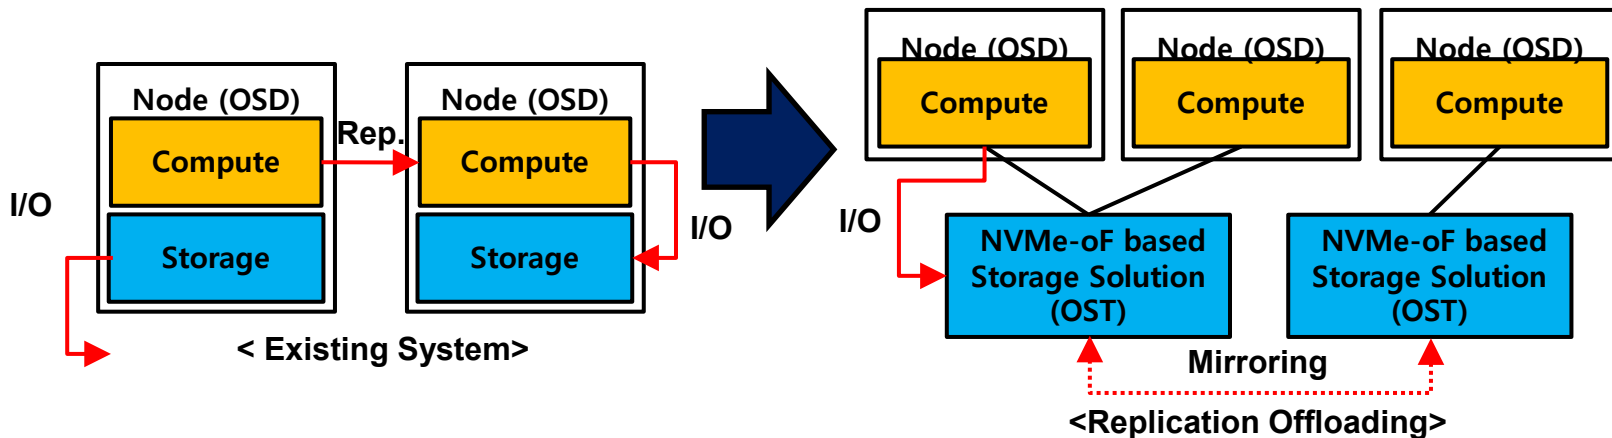 Node (OSD)
Compute
Storage
I/O
Rep.
Node (OSD)
Compute
Storage
I/O
< Existing System>
Node (OSD)
Compute
Node (OSD)
Compute
Node (OSD)
Compute
I/O
NVMe-oF based
Storage Solution
(OST)
NVMe-oF based
Storage Solution
(OST)
Mirroring
<Replication Offloading>